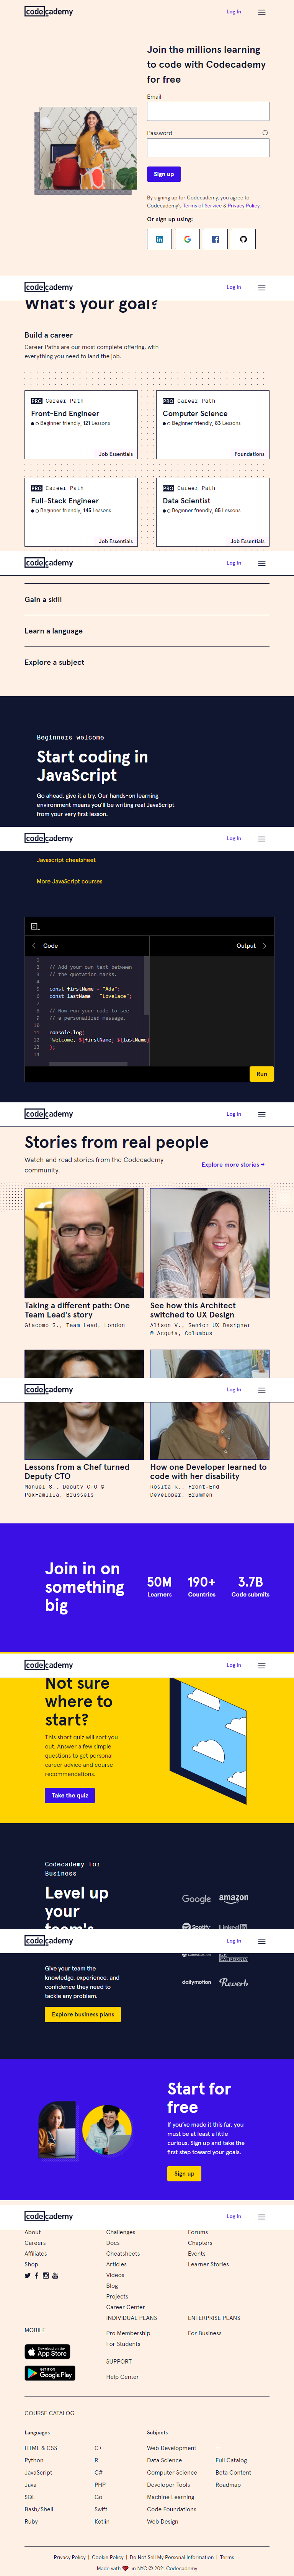 codecademy
Log In
Join the millions learning
to code with Codecademy
for free
Email
Password
Sign up
By signing up for Codecademy, you agree to
Codecademy's Terms of Service & Privacy Policy.
Or sign up using:
codecademy
Log In
What's your goal?
Build a career
Career Paths are our most complete offering, with
everything you need to land the job.
PRO Career Path
Front-End Engineer
Beginner friendly, 121 Lessons
Job Essentials
PRO Career Path
Computer Science
Beginner friendly, 83 Lessons
Foundations
PRO Career Path
Full-Stack Engineer
Beginner friendly, 145 Lessons
Job Essentials
PRO Career Path
Data Scientist
Beginner friendly, 85 Lessons
Job Essentials
codecademy
Log In
Gain a skill
Learn a language
Explore a subject
Beginners welcome
Start coding in
JavaScript
Go ahead, give it a try. Our hands-on learning
environment means you'll be writing real JavaScript
from your very first lesson.
codecademy
Log In
Javascript cheatsheet
More JavaScript courses
Code
Output
1
2 // Add your own text between
3 // the quotation marks.
4
5 const firstName = "Ada";
6 const lastName = "Lovelace";
7
8 // Now run your code to see
9 // a personalized message.
10
11 console.log(
12 `Welcome, ${firstName} ${lastName}
13 );
14
Run
codecademy
Log In
Stories from real people
Watch and read stories from the Codecademy
community.
Explore more stories →
Taking a different path: One
Team Lead's story
Giacomo S., Team Lead, London
See how this Architect
switched to UX Design
Alison V., Senior UX Designer
@ Acquia, Columbus
codecademy
Log In
Lessons from a Chef turned
Deputy CTO
Manuel S., Deputy CTO @
PaxFamilia, Brussels
How one Developer learned to
code with her disability
Rosita R., Front-End
Developer, Brummen
Join in on
something
big
50M
Learners
190+
Countries
3.7B
Code submits
codecademy
Log In
Not sure
where to
start?
This short quiz will sort you
out. Answer a few simple
questions to get personal
career advice and course
recommendations.
Take the quiz
Codecademy for
Business
Level up
your
team's
Google
amazon
Spotify
LinkedIn
codecademy
Log In
CALIFORNIA
Give your team the
knowledge, experience, and
confidence they need to
tackle any problem.
dailymotion
Reverb
Explore business plans
Start for
free
If you've made it this far, you
must be at least a little
curious. Sign up and take the
first step toward your goals.
Sign up
codecademy
Log In
About
Careers
Affiliates
Shop
Challenges
Docs
Cheatsheets
Articles
Videos
Blog
Projects
Career Center
Forums
Chapters
Events
Learner Stories
INDIVIDUAL PLANS
Pro Membership
For Students
ENTERPRISE PLANS
For Business
MOBILE
Download on the
App Store
GET IT ON
Google Play
SUPPORT
Help Center
COURSE CATALOG
Languages
HTML & CSS
Python
JavaScript
Java
SQL
Bash/Shell
Ruby
C++
R
C#
PHP
Go
Swift
Kotlin
Subjects
Web Development
Data Science
Computer Science
Developer Tools
Machine Learning
Code Foundations
Web Design
—
Full Catalog
Beta Content
Roadmap
Privacy Policy | Cookie Policy | Do Not Sell My Personal Information | Terms
Made with ❤ in NYC © 2021 Codecademy